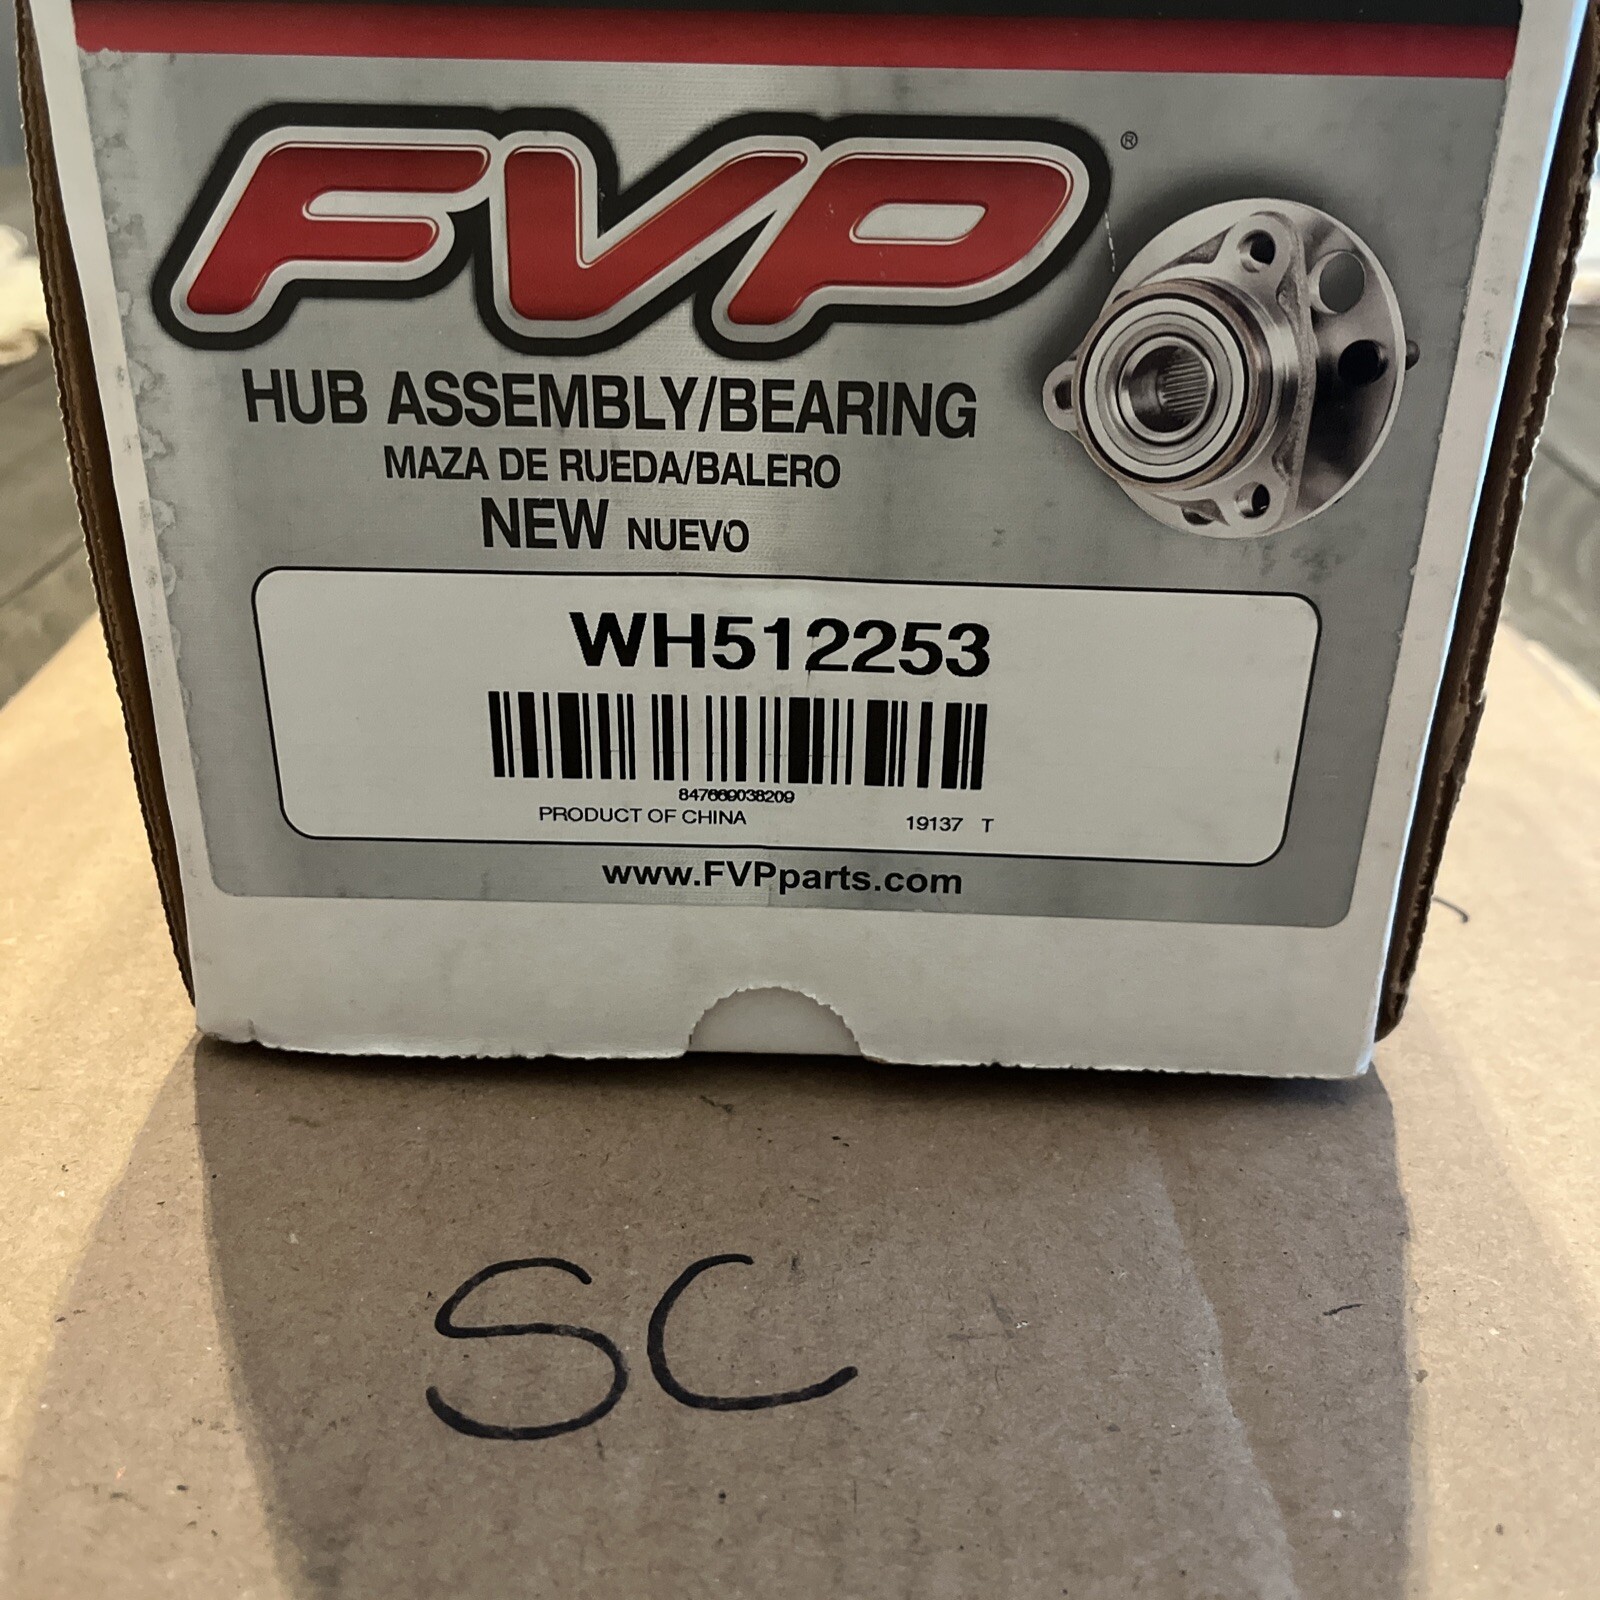 FVP®
HUB ASSEMBLY/BEARING
MAZA DE RUEDA/BALERO
NEW NUEVO
WH512253
847669038209
PRODUCT OF CHINA 19137 T
www.FVPparts.com
SC